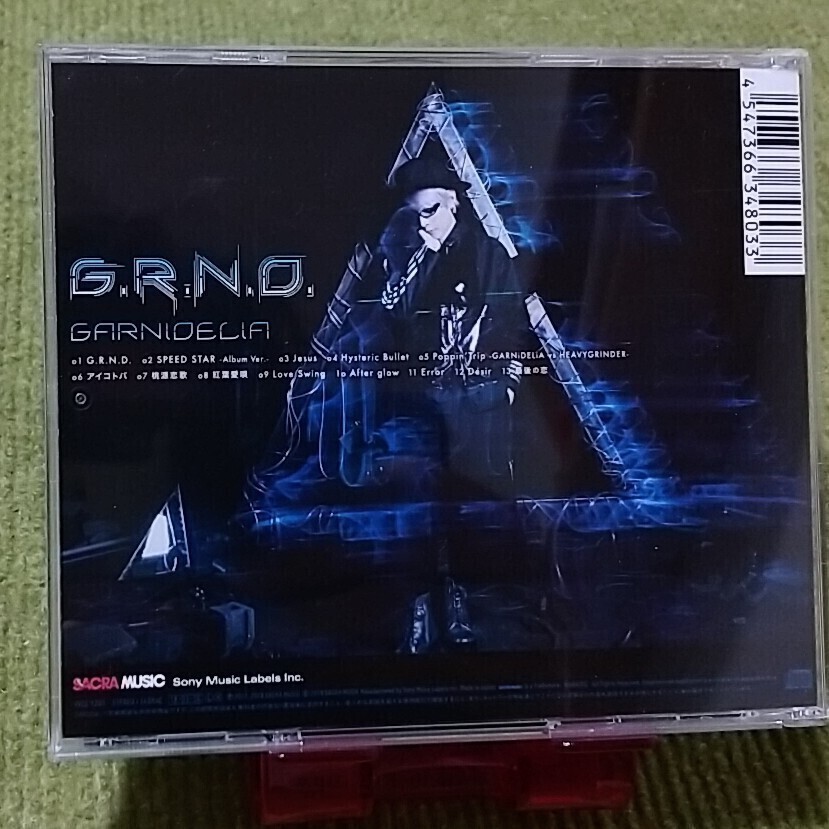 G.R.N.D.
GARNiDELiA
01 G.R.N.D. 02 SPEED STAR -Album Ver.- 03 Jesus 04 Hysteric Bullet 05 Poppin' Trip -GARNiDELiA vs HEAVYGRINDER-
06 アイコトバ 07 桃源恋歌 08 紅葉愛唄 09 Love Swing 10 After glow 11 Error 12 Désir 13 最後の恋
SACRA MUSIC Sony Music Labels Inc.
4 547366 348033